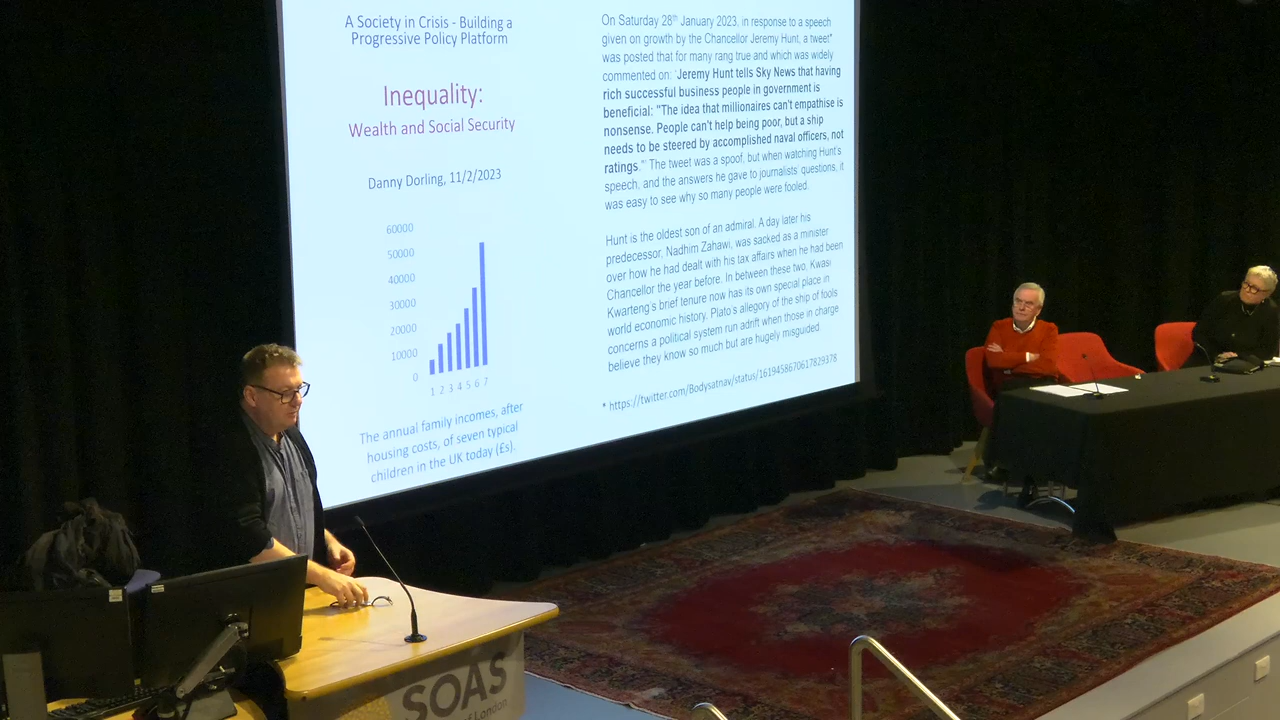 A Society in Crisis - Building a
Progressive Policy Platform
Inequality:
Wealth and Social Security
Danny Dorling, 11/2/2023
60000
50000
40000
30000
20000
10000
0
1 2 3 4 5 6 7
The annual family incomes, after
housing costs, of seven typical
children in the UK today (£s).
On Saturday 28th January 2023, in response to a speech
given on growth by the Chancellor Jeremy Hunt, a tweet*
was posted that for many rang true and which was widely
commented on: 'Jeremy Hunt tells Sky News that having
rich successful business people in government is
beneficial: "The idea that millionaires can't empathise is
nonsense. People can't help being poor, but a ship
needs to be steered by accomplished naval officers, not
ratings."' The tweet was a spoof, but when watching Hunt's
speech, and the answers he gave to journalists' questions, it
was easy to see why so many people were fooled.
Hunt is the oldest son of an admiral. A day later his
predecessor, Nadhim Zahawi, was sacked as a minister
over how he had dealt with his tax affairs when he had been
Chancellor the year before. In between these two, Kwasi
Kwarteng's brief tenure now has its own special place in
world economic history. Plato's allegory of the ship of fools
concerns a political system run adrift when those in charge
believe they know so much but are hugely misguided
* https://twitter.com/Bodysatnav/status/1619458670617829378
SOAS
of London